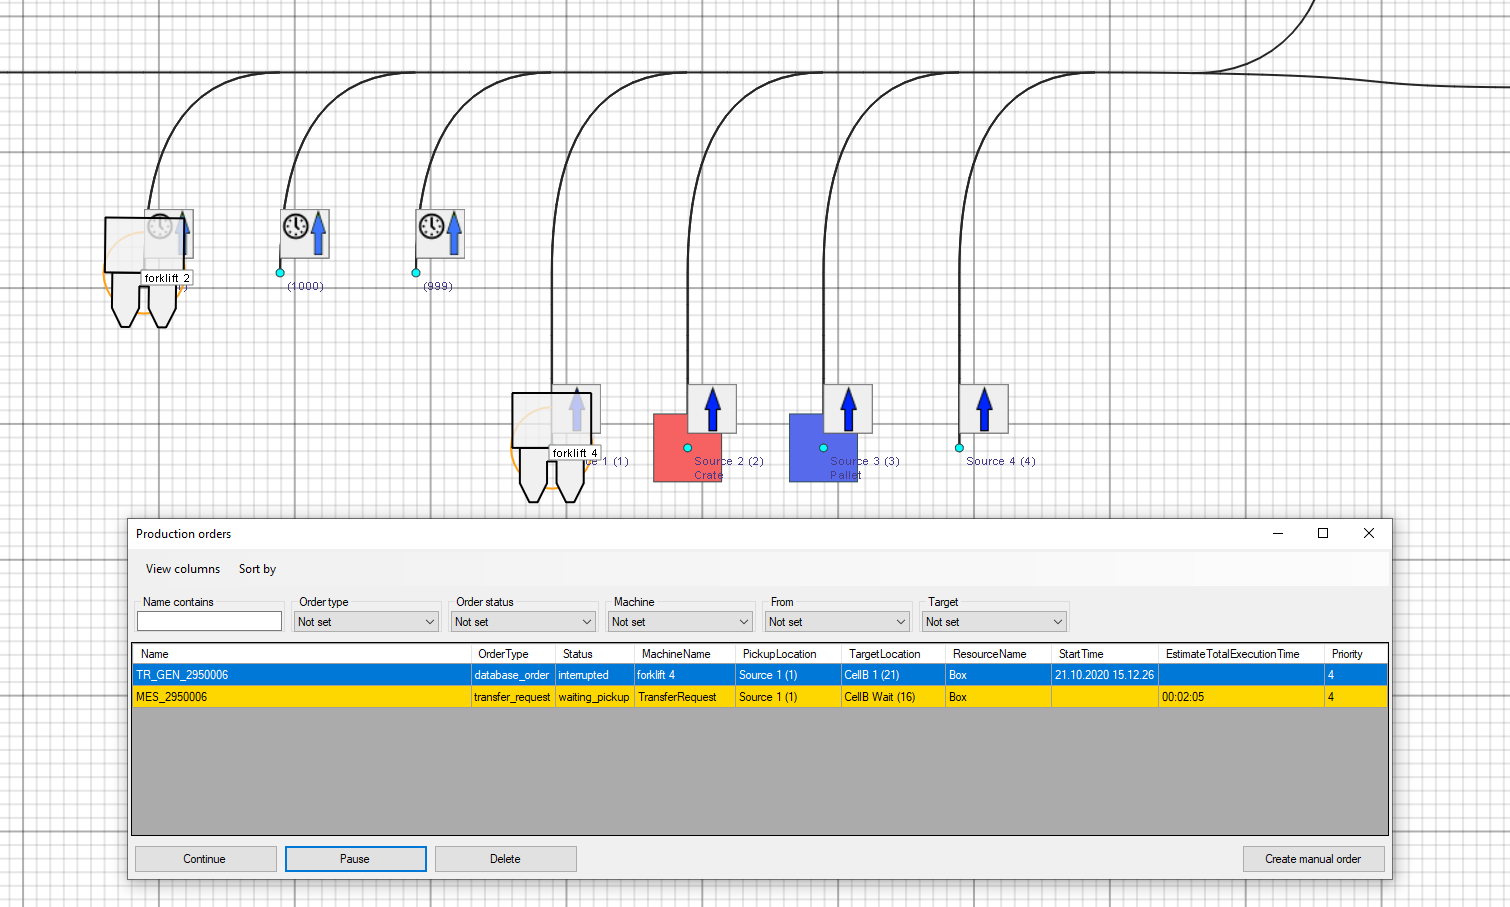 forklift 2
(1000)
(999)
forklift 4
ce 1 (1)
Source 2 (2)
Crate
Source 3 (3)
Pallet
Source 4 (4)
Production orders
View columns Sort by
Name contains Order type Order status Machine From Target
Not set Not set Not set Not set Not set
Name OrderType Status MachineName PickupLocation TargetLocation ResourceName StartTime EstimateTotalExecutionTime Priority
TR_GEN_2950006 database_order interrupted forklift 4 Source 1 (1) CellB 1 (21) Box 21.10.2020 15.12.26 4
MES_2950006 transfer_request waiting_pickup TransferRequest Source 1 (1) CellB Wait (16) Box 00:02:05 4
Continue Pause Delete Create manual order